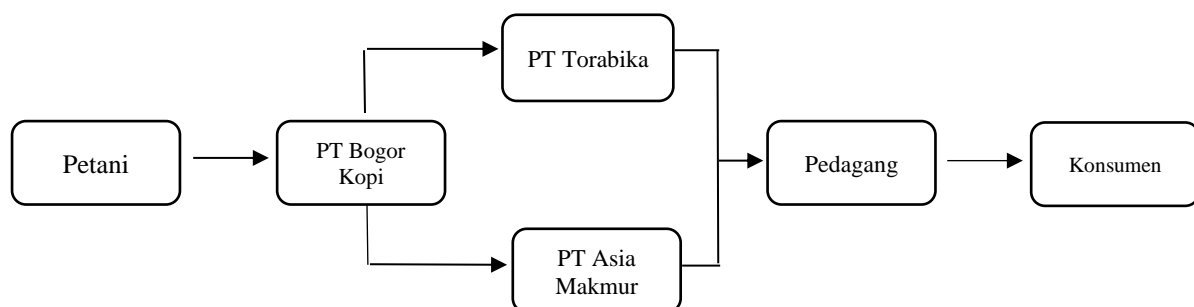 Petani
PT Bogor
Kopi
PT Torabika
PT Asia
Makmur
Pedagang
Konsumen